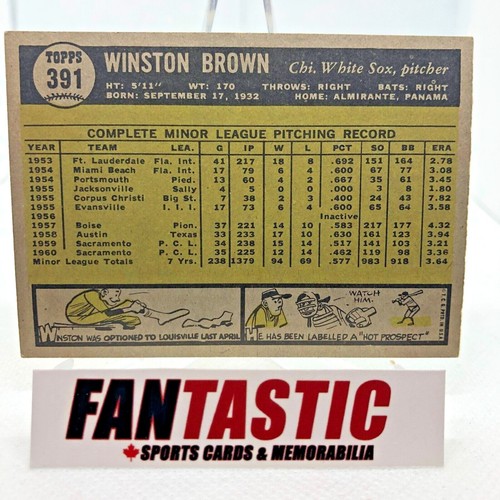 TOPPS
391
WINSTON BROWN
Chi. White Sox, pitcher
HT: 5'11" WT: 170 THROWS: RIGHT BATS: RIGHT
BORN: SEPTEMBER 17, 1932 HOME: ALMIRANTE, PANAMA
COMPLETE MINOR LEAGUE PITCHING RECORD
YEAR TEAM LEA. G IP W L PCT SO BB ERA
1953 Ft. Lauderdale Fla. Int. 41 217 18 8 .692 151 164 2.78
1954 Miami Beach Fla. Int. 17 79 6 4 .600 67 77 3.08
1954 Portsmouth Pied. 13 60 4 2 .667 35 61 3.45
1955 Jacksonville Sally 4 5 0 0 .000 3 8 1.80
1955 Corpus Christi Big St. 7 38 2 3 .400 24 43 7.82
1955 Evansville I. I. I. 17 73 6 4 .600 65 64 3.58
1956 Inactive
1957 Boise Pion. 37 221 14 10 .583 217 177 4.32
1958 Austin Texas 33 233 17 10 .630 161 123 3.94
1959 Sacramento P. C. L. 34 238 15 14 .517 141 103 3.21
1960 Sacramento P. C. L. 35 215 12 14 .462 119 98 3.36
Minor League Totals 7 Yrs. 238 1379 94 69 .577 983 918 3.64
WATCH HIM.
WINSTON WAS OPTIONED TO LOUISVILLE LAST APRIL.
HE HAS BEEN LABELLED A "HOT PROSPECT"
FANTASTIC
SPORTS CARDS & MEMORABILIA